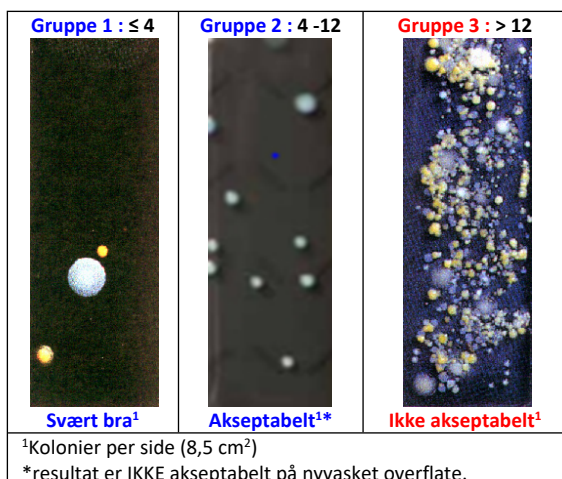 Gruppe 1 : ≤ 4
Gruppe 2 : 4 -12
Gruppe 3 : > 12
Svært bra¹
Akseptabelt¹*
Ikke akseptabelt¹
¹Kolonier per side (8,5 cm²)
*resultat er IKKE akseptabelt på nyvasket overflate.